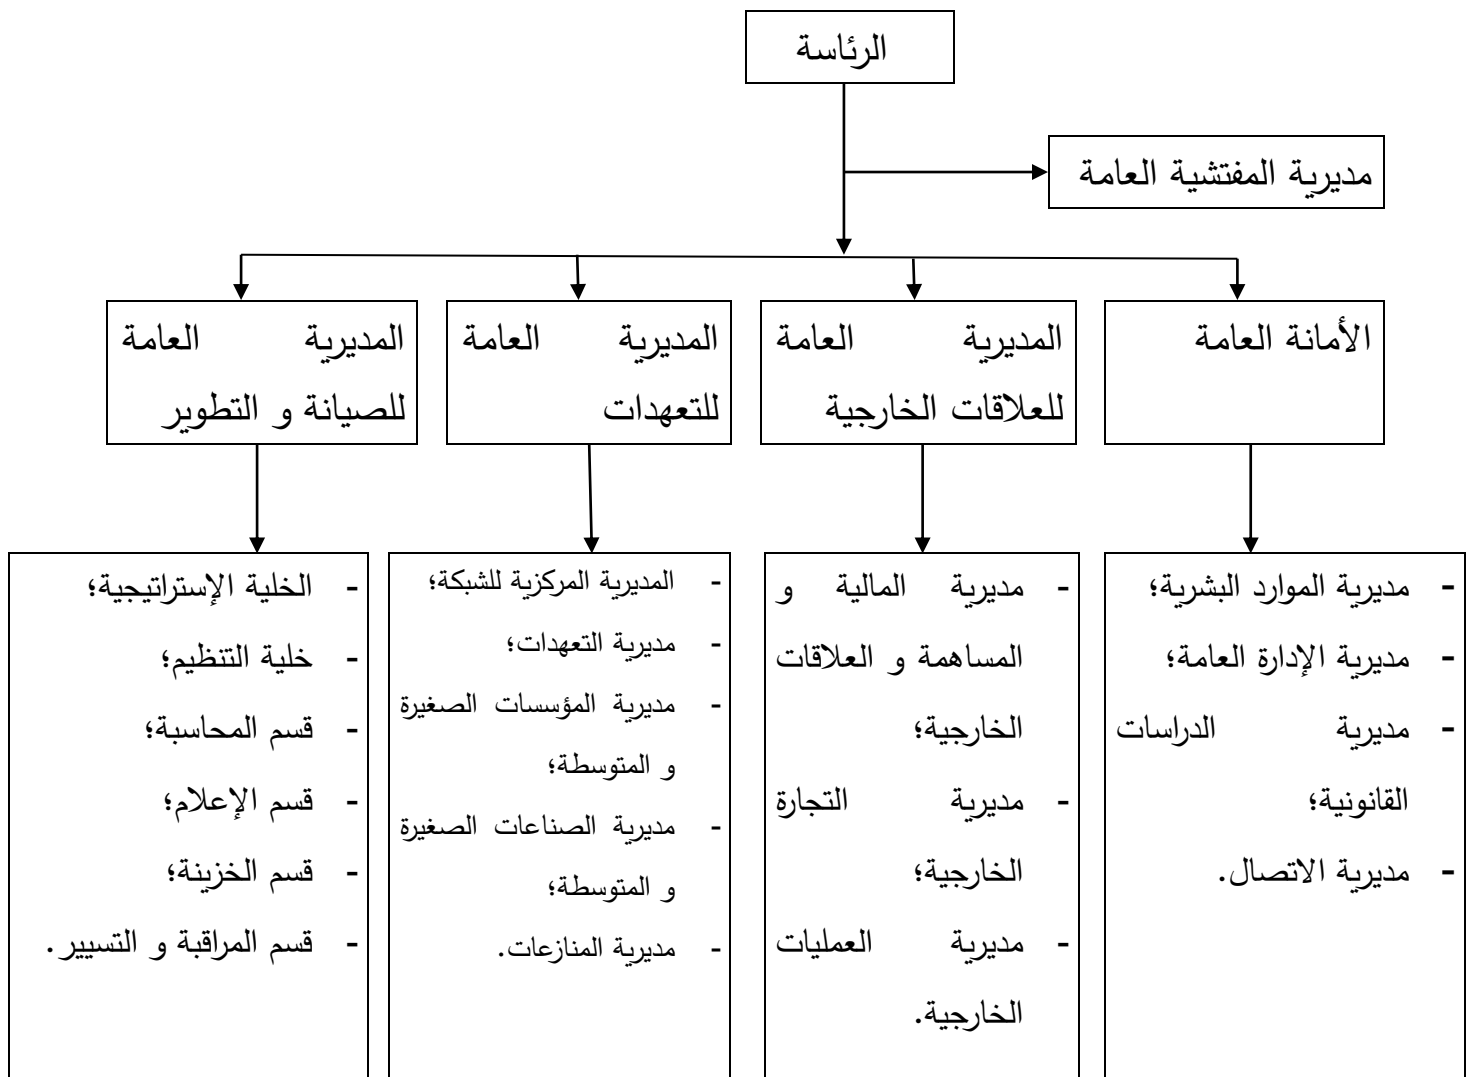 الرئاسة
مديرية المفتشية العامة
الأمانة العامة
المديرية العامة
للعلاقات الخارجية
المديرية العامة
للتعهدات
المديرية العامة
للصيانة و التطوير
- مديرية الموارد البشرية؛
- مديرية الإدارة العامة؛
- مديرية الدراسات
القانونية؛
- مديرية الاتصال.
- مديرية المالية و
المساهمة و العلاقات
الخارجية؛
- مديرية التجارة
الخارجية؛
- مديرية العمليات
الخارجية.
- المديرية المركزية للشبكة؛
- مديرية التعهدات؛
- مديرية المؤسسات الصغيرة
و المتوسطة؛
- مديرية الصناعات الصغيرة
و المتوسطة؛
- مديرية المنازعات.
- الخلية الإستراتيجية؛
- خلية التنظيم؛
- قسم المحاسبة؛
- قسم الإعلام؛
- قسم الخزينة؛
- قسم المراقبة و التسيير.